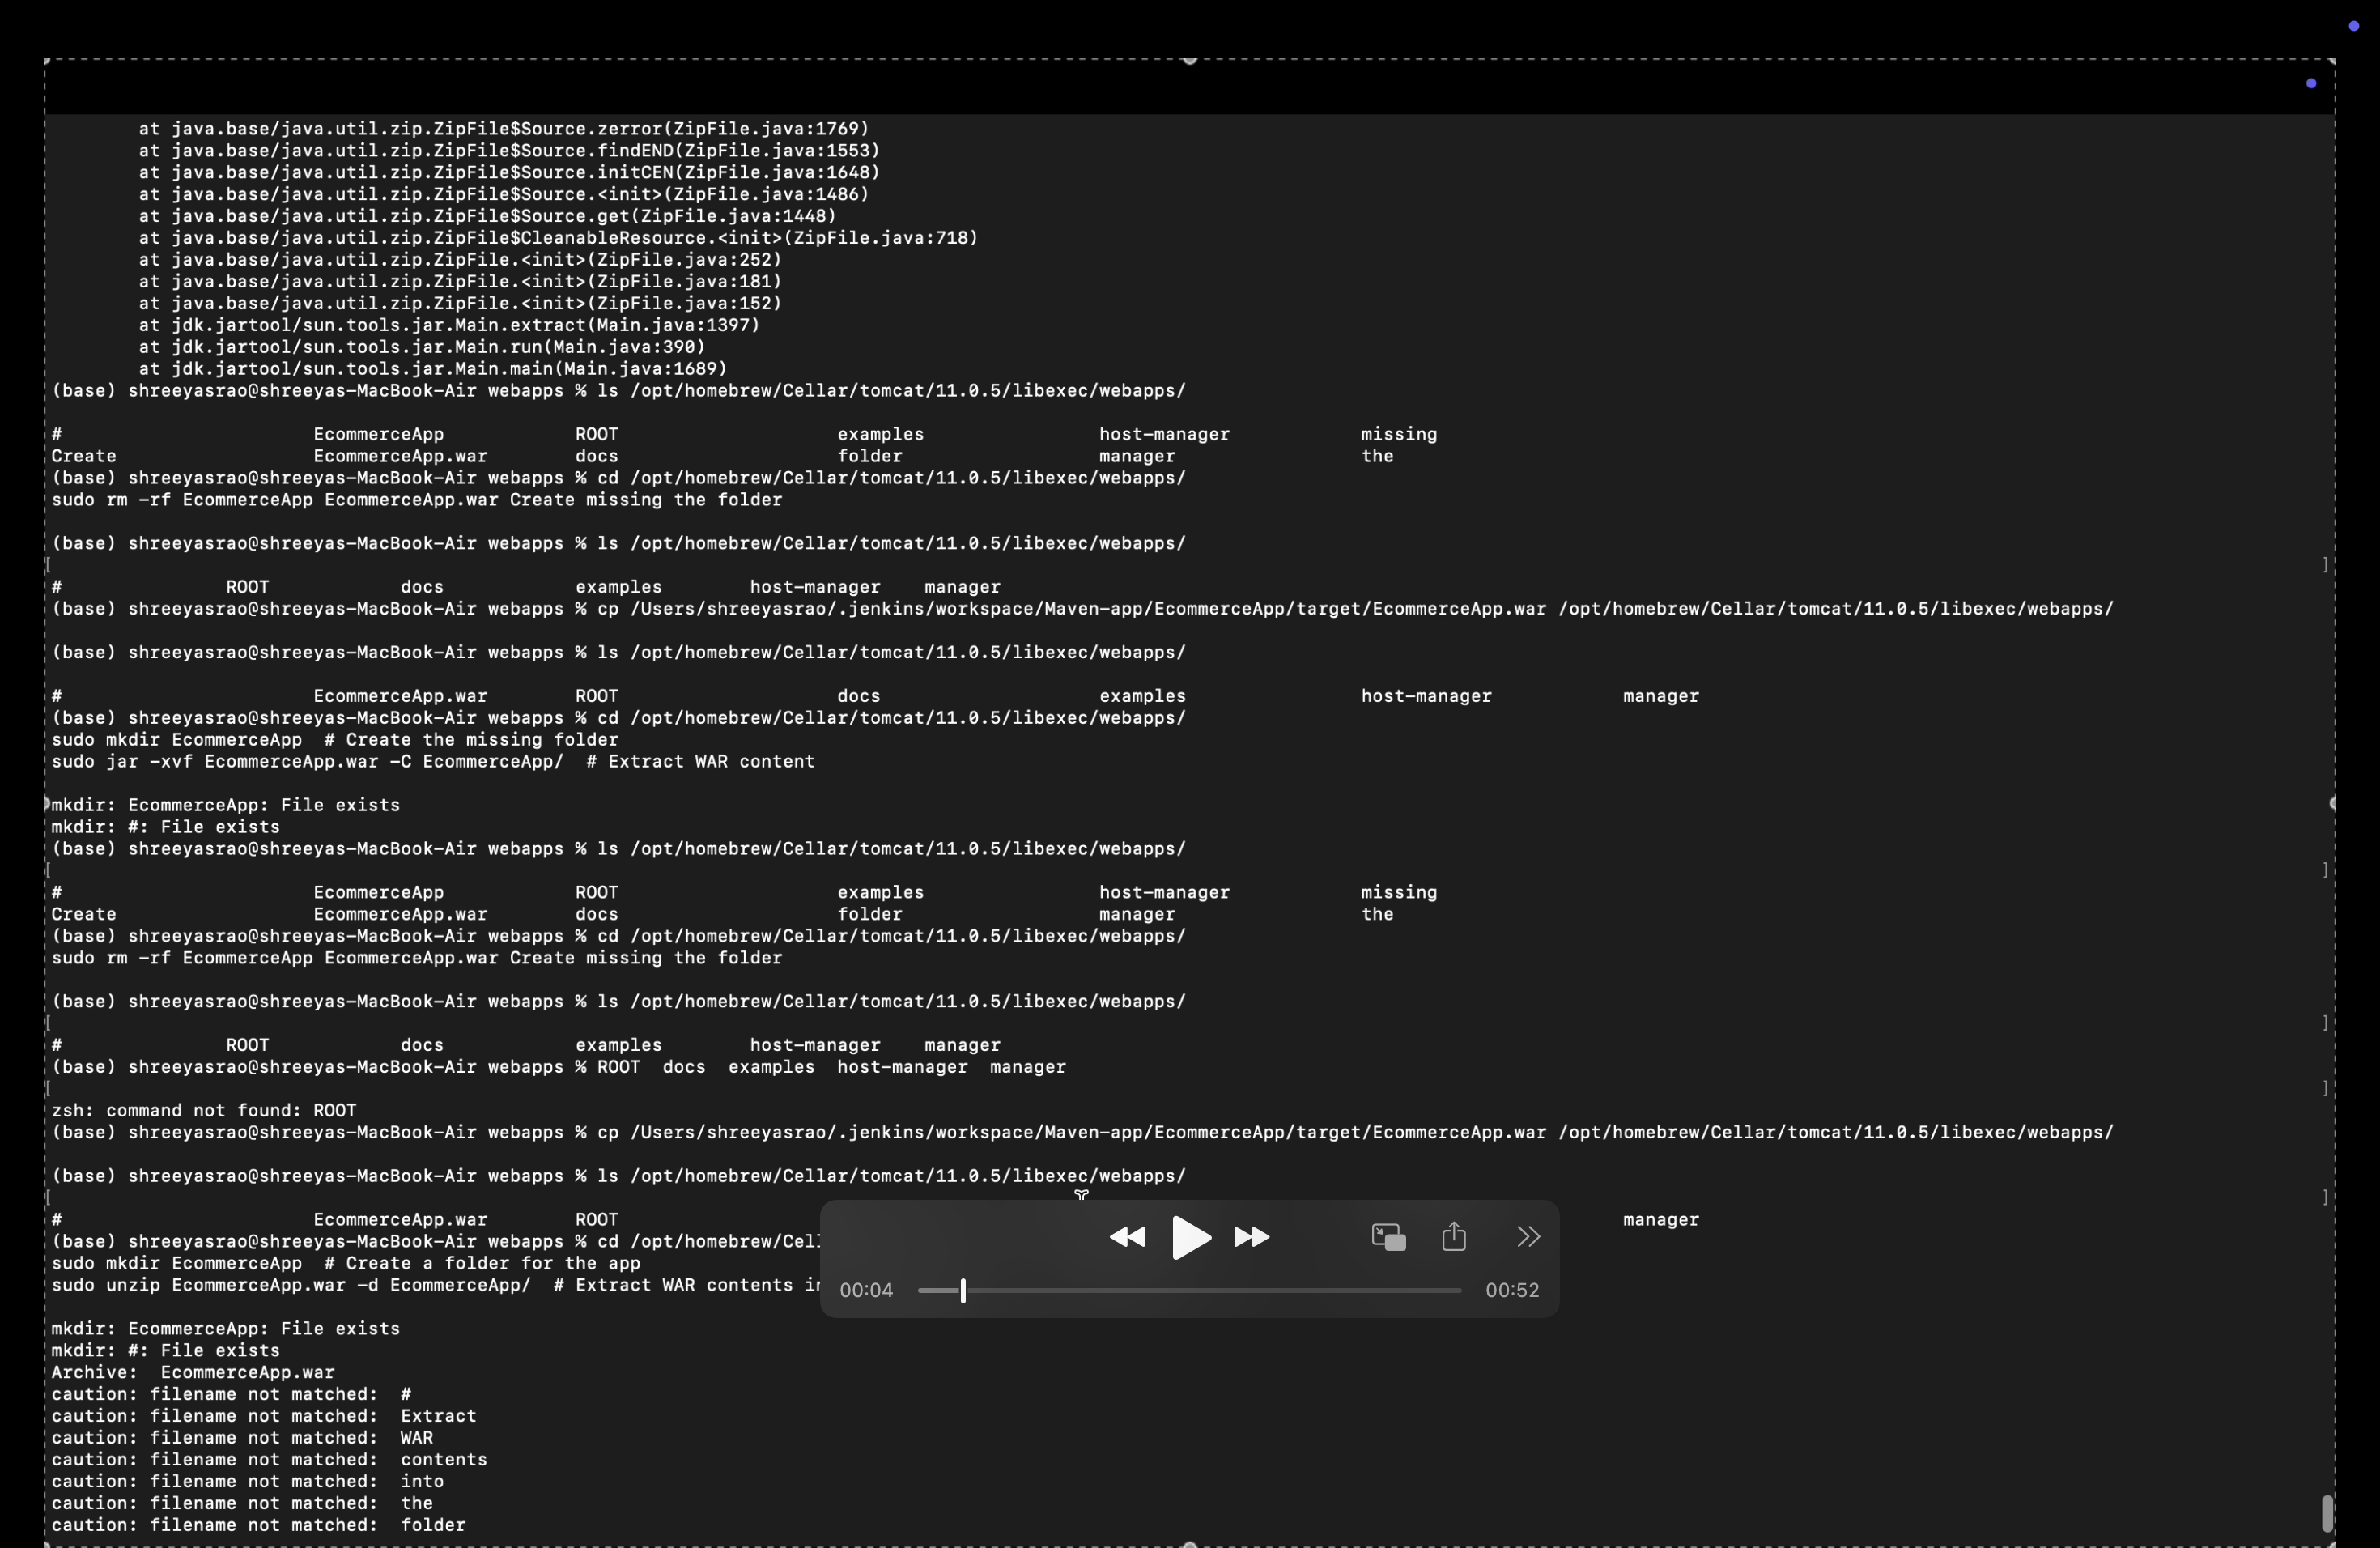 at java.base/java.util.zip.ZipFile$Source.zerror(ZipFile.java:1769)
at java.base/java.util.zip.ZipFile$Source.findEND(ZipFile.java:1553)
at java.base/java.util.zip.ZipFile$Source.initCEN(ZipFile.java:1648)
at java.base/java.util.zip.ZipFile$Source.<init>(ZipFile.java:1486)
at java.base/java.util.zip.ZipFile$Source.get(ZipFile.java:1448)
at java.base/java.util.zip.ZipFile$CleanableResource.<init>(ZipFile.java:718)
at java.base/java.util.zip.ZipFile.<init>(ZipFile.java:252)
at java.base/java.util.zip.ZipFile.<init>(ZipFile.java:181)
at java.base/java.util.zip.ZipFile.<init>(ZipFile.java:152)
at jdk.jartool/sun.tools.jar.Main.extract(Main.java:1397)
at jdk.jartool/sun.tools.jar.Main.run(Main.java:390)
at jdk.jartool/sun.tools.jar.Main.main(Main.java:1689)
(base) shreeyasrao@shreeyas-MacBook-Air webapps % ls /opt/homebrew/Cellar/tomcat/11.0.5/libexec/webapps/
# EcommerceApp ROOT examples host-manager missing
Create EcommerceApp.war docs folder manager the
(base) shreeyasrao@shreeyas-MacBook-Air webapps % cd /opt/homebrew/Cellar/tomcat/11.0.5/libexec/webapps/
sudo rm -rf EcommerceApp EcommerceApp.war Create missing the folder
(base) shreeyasrao@shreeyas-MacBook-Air webapps % ls /opt/homebrew/Cellar/tomcat/11.0.5/libexec/webapps/
[ ]
# ROOT docs examples host-manager manager
(base) shreeyasrao@shreeyas-MacBook-Air webapps % cp /Users/shreeyasrao/.jenkins/workspace/Maven-app/EcommerceApp/target/EcommerceApp.war /opt/homebrew/Cellar/tomcat/11.0.5/libexec/webapps/
(base) shreeyasrao@shreeyas-MacBook-Air webapps % ls /opt/homebrew/Cellar/tomcat/11.0.5/libexec/webapps/
# EcommerceApp.war ROOT docs examples host-manager manager
(base) shreeyasrao@shreeyas-MacBook-Air webapps % cd /opt/homebrew/Cellar/tomcat/11.0.5/libexec/webapps/
sudo mkdir EcommerceApp # Create the missing folder
sudo jar -xvf EcommerceApp.war -C EcommerceApp/ # Extract WAR content
mkdir: EcommerceApp: File exists
mkdir: #: File exists
(base) shreeyasrao@shreeyas-MacBook-Air webapps % ls /opt/homebrew/Cellar/tomcat/11.0.5/libexec/webapps/
[ ]
# EcommerceApp ROOT examples host-manager missing
Create EcommerceApp.war docs folder manager the
(base) shreeyasrao@shreeyas-MacBook-Air webapps % cd /opt/homebrew/Cellar/tomcat/11.0.5/libexec/webapps/
sudo rm -rf EcommerceApp EcommerceApp.war Create missing the folder
(base) shreeyasrao@shreeyas-MacBook-Air webapps % ls /opt/homebrew/Cellar/tomcat/11.0.5/libexec/webapps/
[ ]
# ROOT docs examples host-manager manager
(base) shreeyasrao@shreeyas-MacBook-Air webapps % ROOT docs examples host-manager manager
[ ]
zsh: command not found: ROOT
(base) shreeyasrao@shreeyas-MacBook-Air webapps % cp /Users/shreeyasrao/.jenkins/workspace/Maven-app/EcommerceApp/target/EcommerceApp.war /opt/homebrew/Cellar/tomcat/11.0.5/libexec/webapps/
(base) shreeyasrao@shreeyas-MacBook-Air webapps % ls /opt/homebrew/Cellar/tomcat/11.0.5/libexec/webapps/
[ ]
# EcommerceApp.war ROOT manager
(base) shreeyasrao@shreeyas-MacBook-Air webapps % cd /opt/homebrew/Cell
sudo mkdir EcommerceApp # Create a folder for the app
sudo unzip EcommerceApp.war -d EcommerceApp/ # Extract WAR contents in
00:04 00:52
mkdir: EcommerceApp: File exists
mkdir: #: File exists
Archive: EcommerceApp.war
caution: filename not matched: #
caution: filename not matched: Extract
caution: filename not matched: WAR
caution: filename not matched: contents
caution: filename not matched: into
caution: filename not matched: the
caution: filename not matched: folder